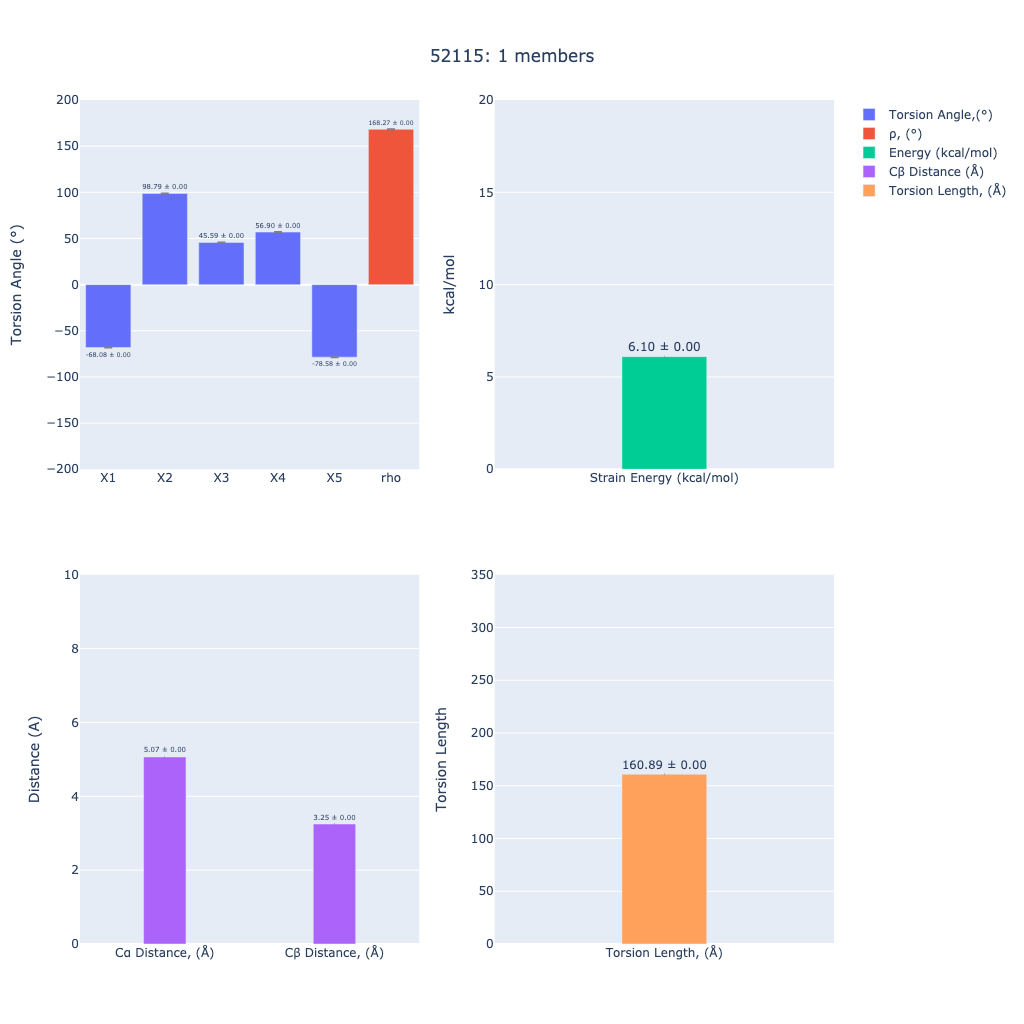 52115: 1 members
Torsion Angle (°)
200
150
100
50
0
−50
−100
−150
−200
168.27 ± 0.00
98.79 ± 0.00
45.59 ± 0.00
56.90 ± 0.00
-68.08 ± 0.00
-78.58 ± 0.00
X1 X2 X3 X4 X5 rho
kcal/mol
20
15
10
5
0
6.10 ± 0.00
Strain Energy (kcal/mol)
Torsion Angle,(°)
ρ, (°)
Energy (kcal/mol)
Cβ Distance (Å)
Torsion Length, (Å)
Distance (A)
10
8
6
4
2
0
5.07 ± 0.00
3.25 ± 0.00
Cα Distance, (Å) Cβ Distance, (Å)
Torsion Length
350
300
250
200
150
100
50
0
160.89 ± 0.00
Torsion Length, (Å)